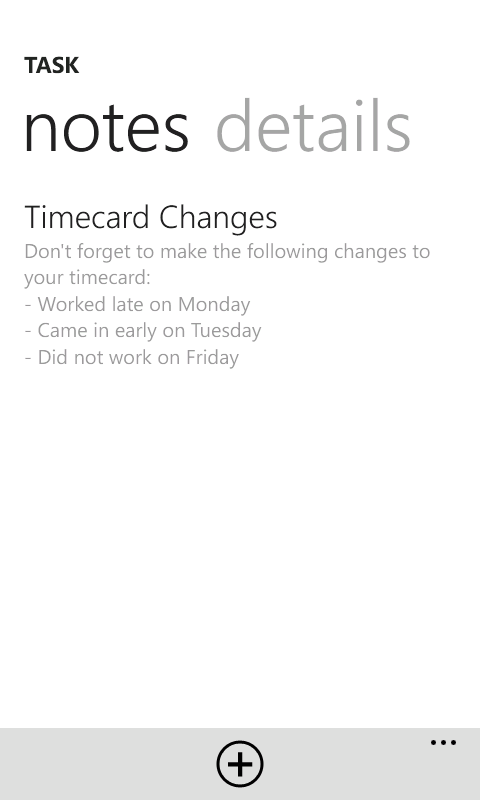 TASK
notes details
Timecard Changes
Don't forget to make the following changes to
your timecard:
- Worked late on Monday
- Came in early on Tuesday
- Did not work on Friday